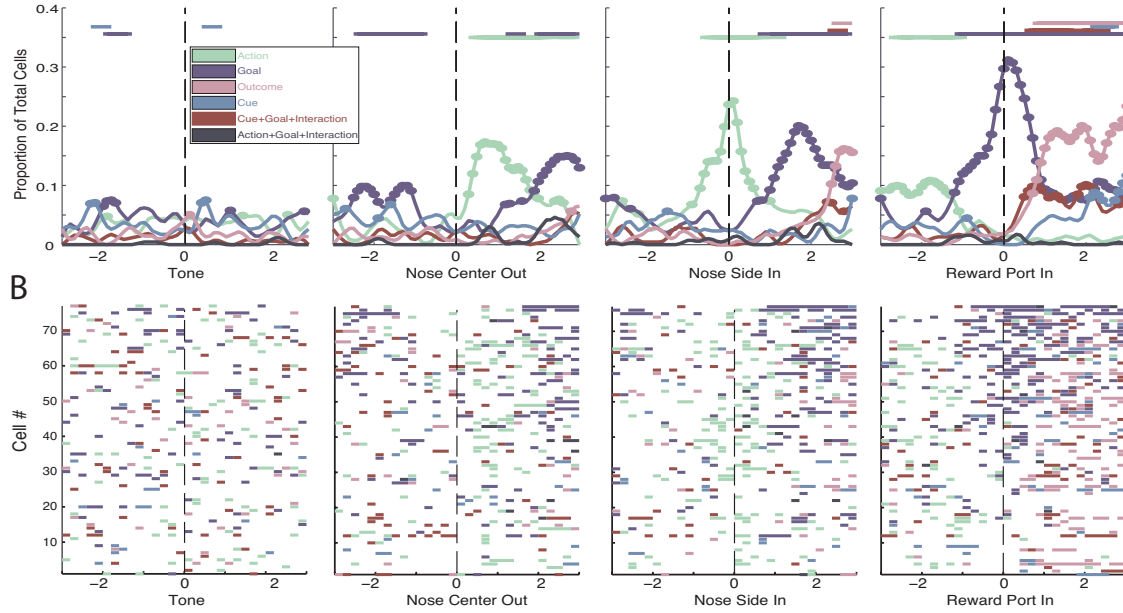 0.4
0.3
0.2
0.1
0
Proportion of Total Cells
Action
Goal
Outcome
Cue
Cue+Goal+Interaction
Action+Goal+Interaction
−2 0 2
−2 0 2
−2 0 2
−2 0 2
Tone
Nose Center Out
Nose Side In
Reward Port In
B
70
60
50
40
30
20
10
Cell #
−2 0 2
−2 0 2
−2 0 2
−2 0 2
Tone
Nose Center Out
Nose Side In
Reward Port In